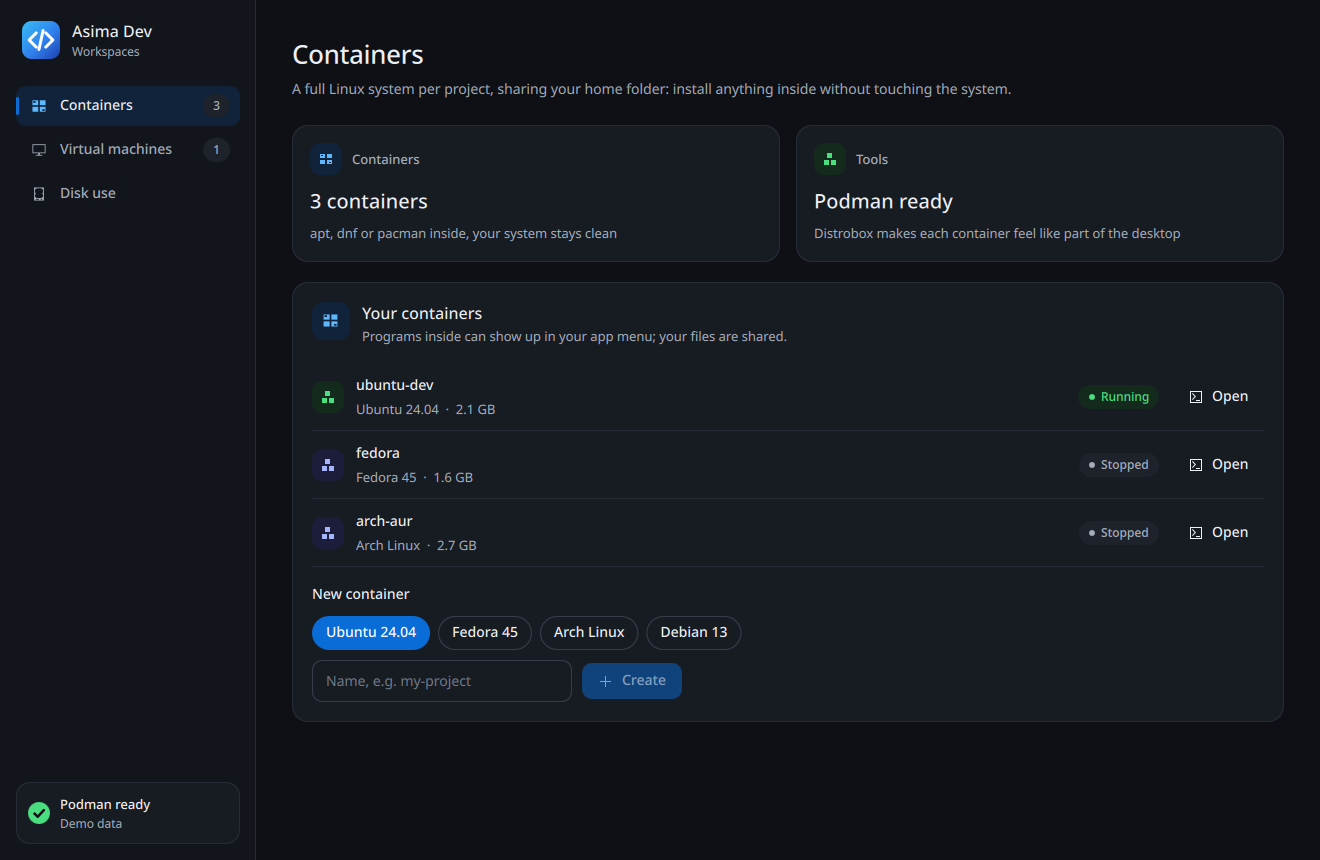 Asima Dev
Workspaces
Containers 3
Virtual machines 1
Disk use
Podman ready
Demo data
Containers
A full Linux system per project, sharing your home folder: install anything inside without touching the system.
Containers
3 containers
apt, dnf or pacman inside, your system stays clean
Tools
Podman ready
Distrobox makes each container feel like part of the desktop
Your containers
Programs inside can show up in your app menu; your files are shared.
ubuntu-dev
Ubuntu 24.04 · 2.1 GB
Running Open
fedora
Fedora 45 · 1.6 GB
Stopped Open
arch-aur
Arch Linux · 2.7 GB
Stopped Open
New container
Ubuntu 24.04 Fedora 45 Arch Linux Debian 13
Name, e.g. my-project Create